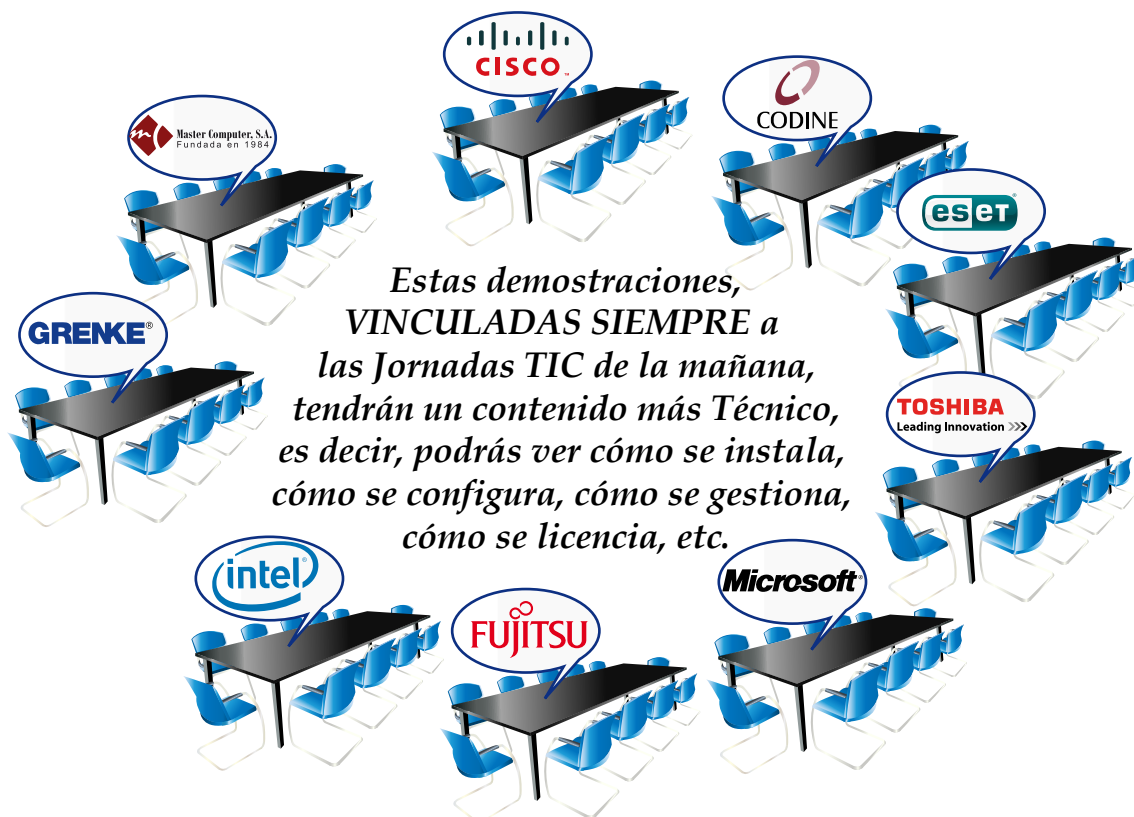 CISCO
CODINE
Master Computer, S.A.
Fundada en 1984
eseT
Estas demostraciones,
VINCULADAS SIEMPRE a
las Jornadas TIC de la mañana,
tendrán un contenido más Técnico,
es decir, podrás ver cómo se instala,
cómo se configura, cómo se gestiona,
cómo se licencia, etc.
GRENKE®
TOSHIBA
Leading Innovation >>>
intel
Microsoft
FUJITSU